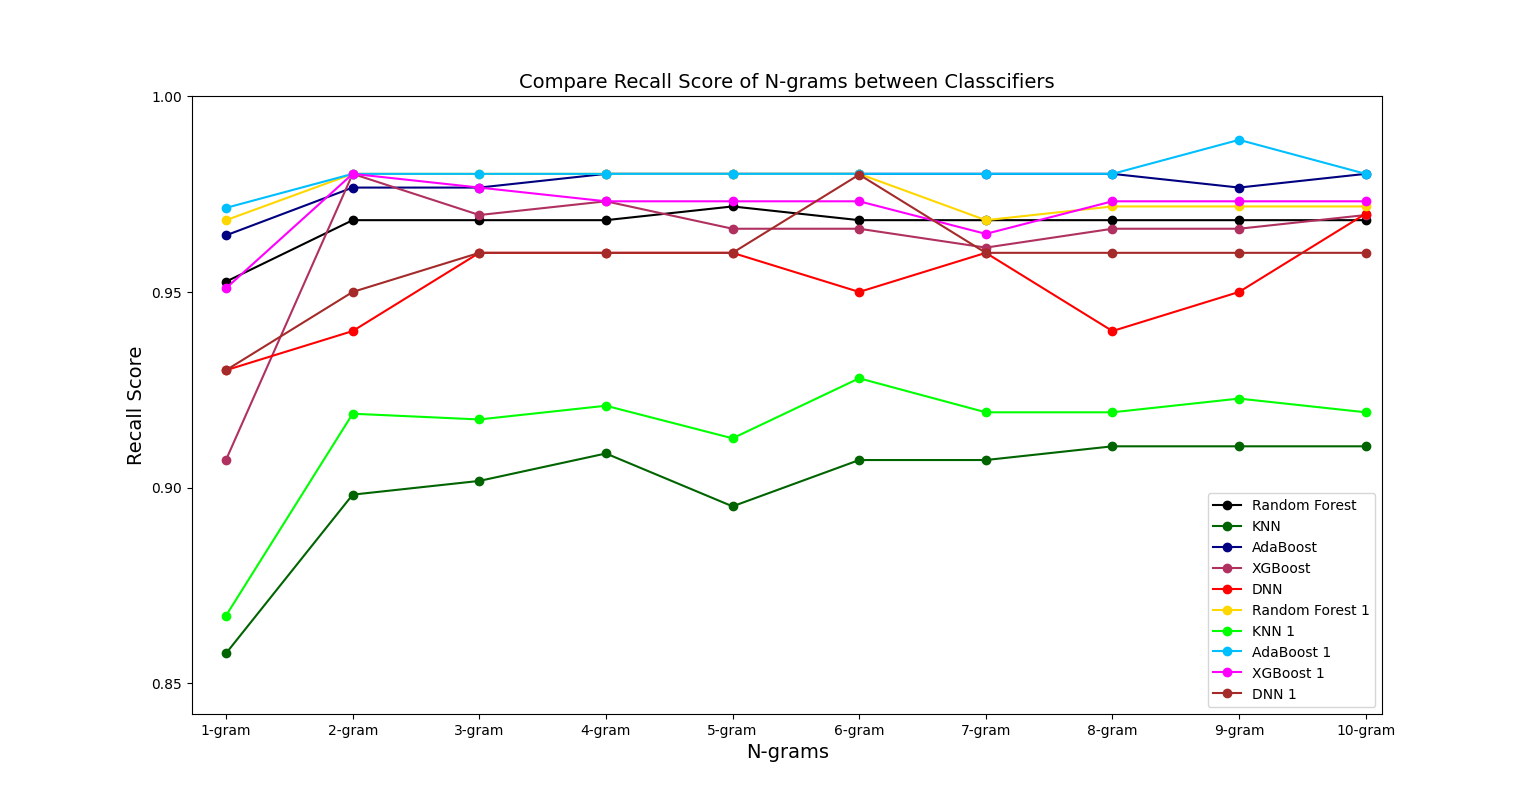 Compare Recall Score of N-grams between Classcifiers
1.00
0.95
0.90
0.85
Recall Score
1-gram 2-gram 3-gram 4-gram 5-gram 6-gram 7-gram 8-gram 9-gram 10-gram
N-grams
Random Forest
KNN
AdaBoost
XGBoost
DNN
Random Forest 1
KNN 1
AdaBoost 1
XGBoost 1
DNN 1